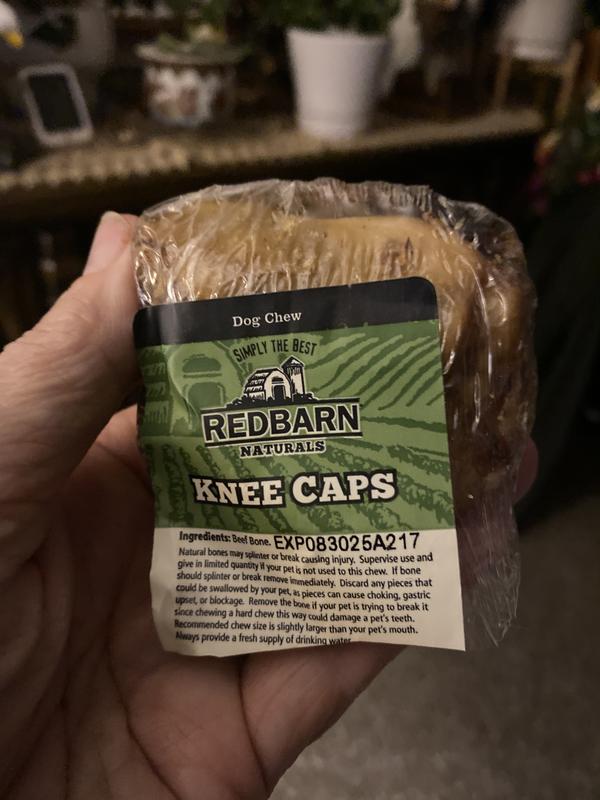 Dog Chew
SIMPLY THE BEST
REDBARN
NATURALS
KNEE CAPS
Ingredients: Beef Bone. EXP083025A217
Natural bones may splinter or break causing injury. Supervise use and
give in limited quantity if your pet is not used to this chew. If bone
should splinter or break remove immediately. Discard any pieces that
could be swallowed by your pet, as pieces can cause choking, gastric
upset, or blockage. Remove the bone if your pet is trying to break it
since chewing a hard chew this way could damage a pet's teeth.
Recommended chew size is slightly larger than your pet's mouth.
Always provide a fresh supply of drinking water